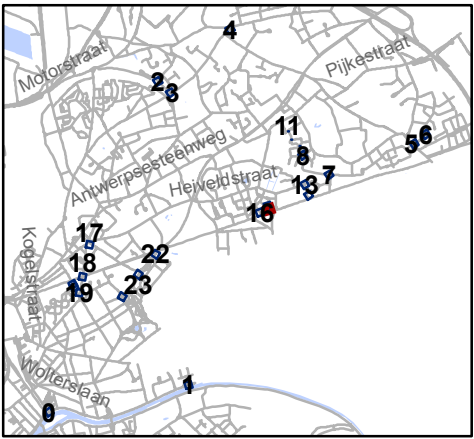 4
Motorstraat
Pijkestraat
2
3
11
6
5
Antwerpsesteenweg
8
Heiveldstraat
7
13
16
17
Kogelstraat
18
22
19
23
Wolterslaan
1
0